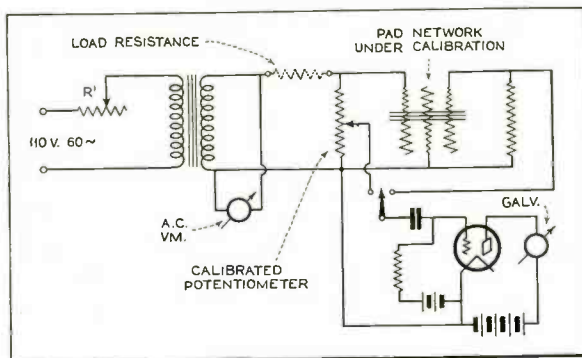 LOAD RESISTANCE
PAD NETWORK
UNDER CALIBRATION
R'
110 V. 60~
A.C.
VM.
GALV.
CALIBRATED
POTENTIOMETER